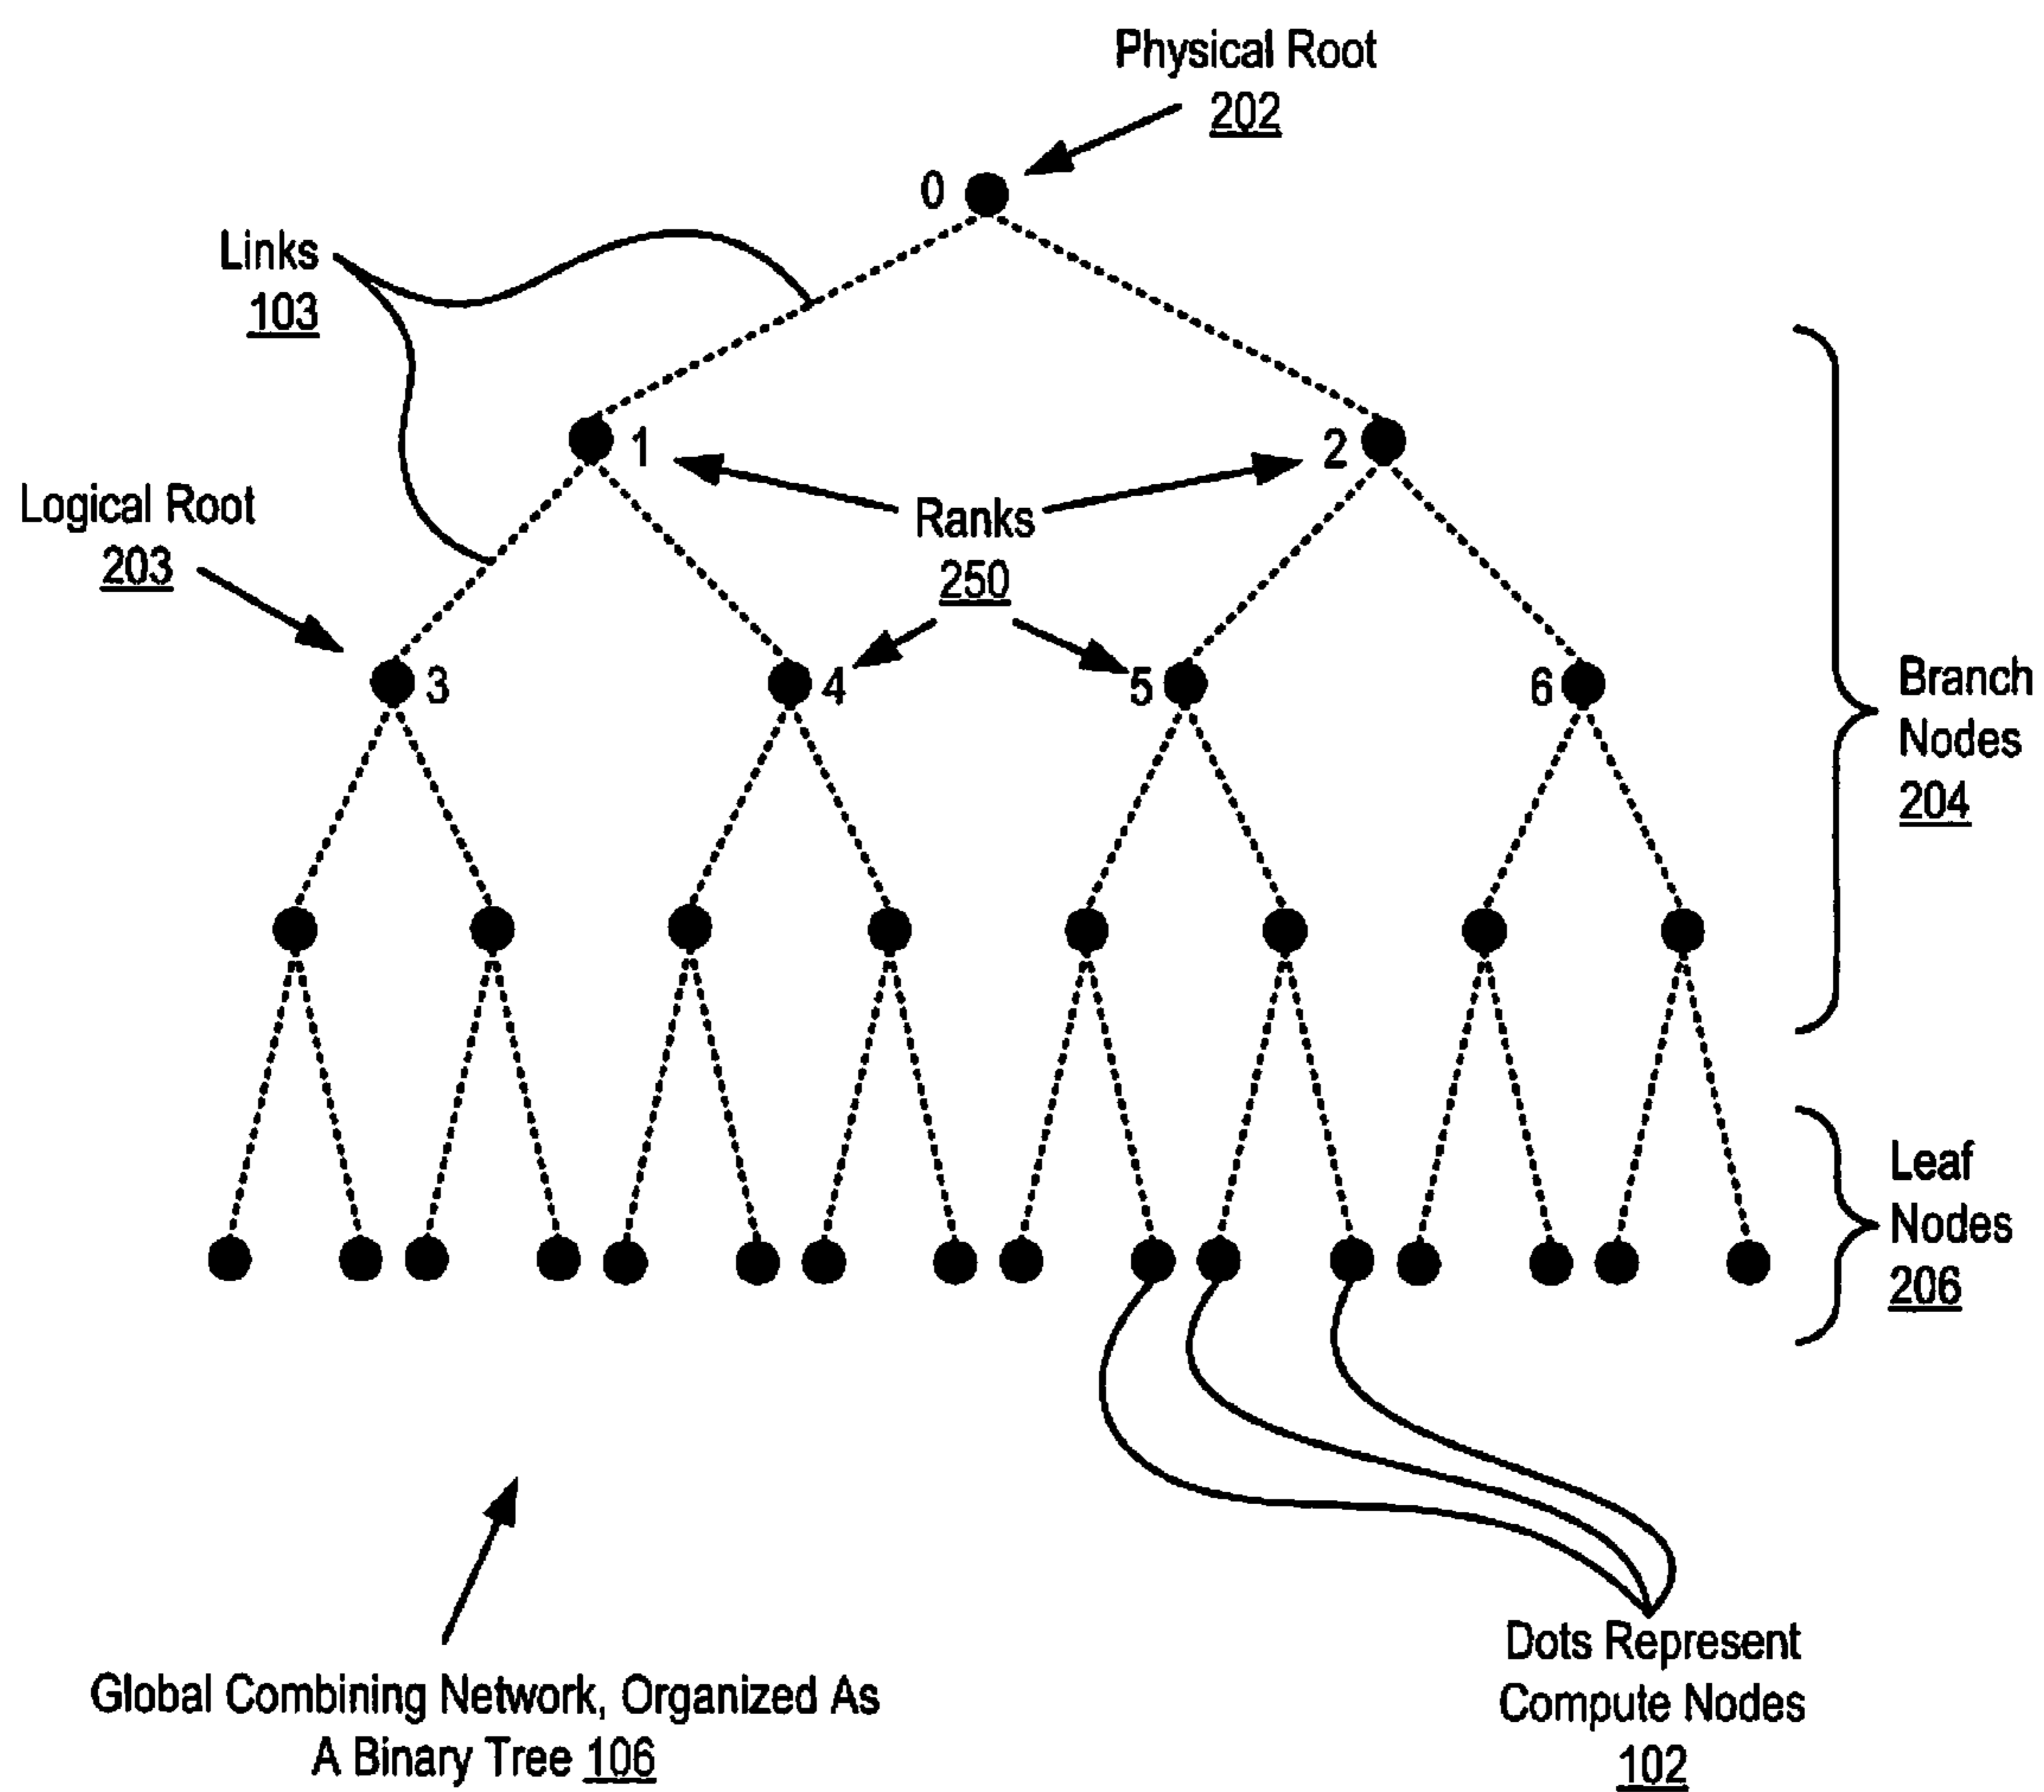 Physical Root
202
0
Links
103
1
2
Logical Root
203
Ranks
250
3
4
5
6
Branch
Nodes
204
Leaf
Nodes
206
Global Combining Network, Organized As
A Binary Tree 106
Dots Represent
Compute Nodes
102